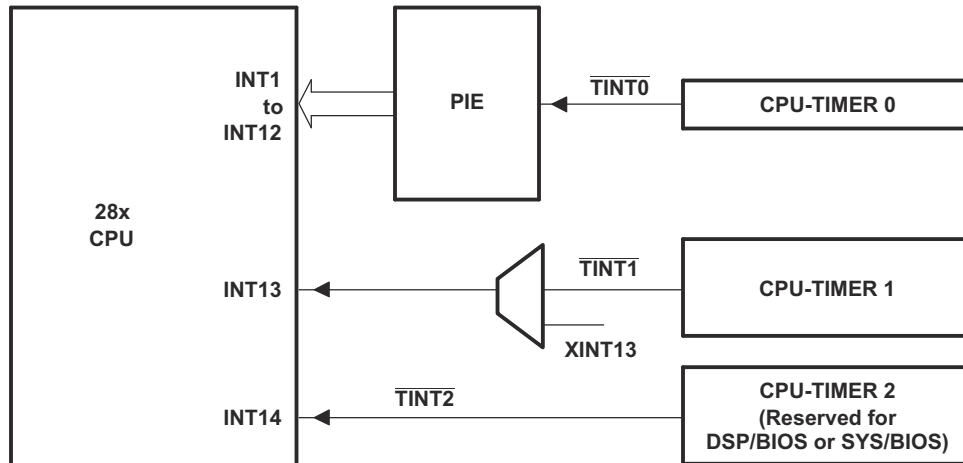 INT1
to
INT12
PIE
TINT0
CPU-TIMER 0
28x
CPU
INT13
TINT1
CPU-TIMER 1
XINT13
INT14
TINT2
CPU-TIMER 2
(Reserved for
DSP/BIOS or SYS/BIOS)